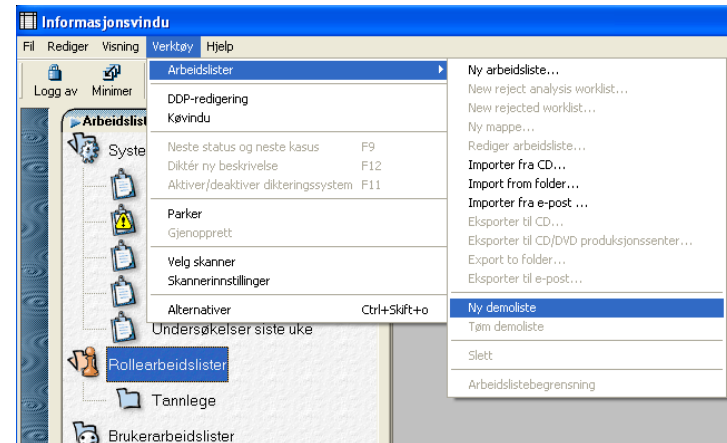 Informasjonsvindu
Fil Rediger Visning Verktøy Hjelp
Logg av Minimer
Arbeidslister
DDP-redigering
Køvindu
Neste status og neste kasus F9
Diktér ny beskrivelse F12
Aktiver/deaktiver dikteringssystem F11
Parker
Gjenopprett
Velg skanner
Skannerinnstillinger
Alternativer Ctrl+Skift+o
Ny arbeidsliste...
New reject analysis worklist...
New rejected worklist...
Ny mappe...
Rediger arbeidsliste...
Importer fra CD...
Import from folder...
Importer fra e-post ...
Eksporter til CD...
Eksporter til CD/DVD produksjonssenter...
Export to folder...
Eksporter til e-post...
Ny demoliste
Tøm demoliste
Slett
Arbeidslistebegrensning
Arbeidslist
Syste
Undersøkelser siste uke
Rollearbeidslister
Tannlege
Brukerarbeidslister